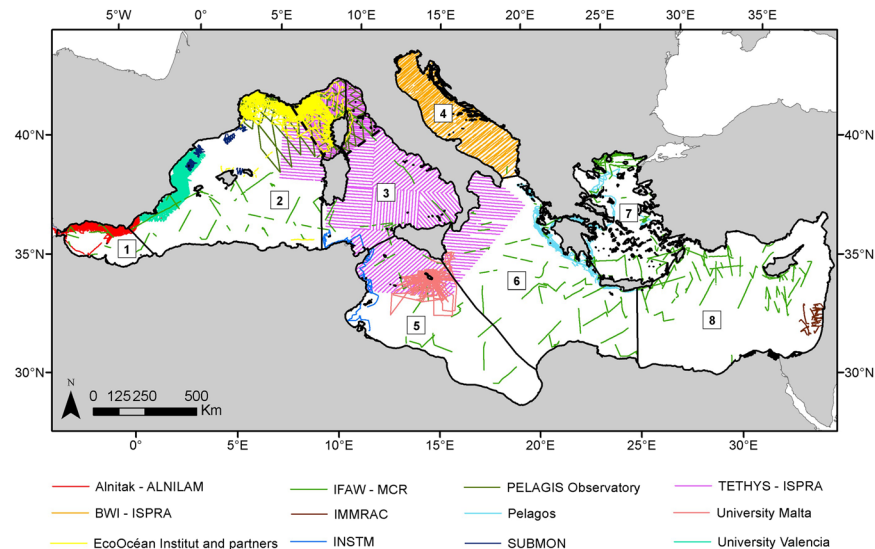 5°W 0° 5°E 10°E 15°E 20°E 25°E 30°E 35°E
40°N 40°N
35°N 35°N
30°N 30°N
1
2
3
4
5
6
7
8
N
0 125 250 500
Km
0° 5°E 10°E 15°E 20°E 25°E 30°E
Alnitak - ALNILAM IFAW - MCR PELAGIS Observatory TETHYS - ISPRA
BWI - ISPRA IMMRAC Pelagos University Malta
EcoOcéan Institut and partners INSTM SUBMON University Valencia